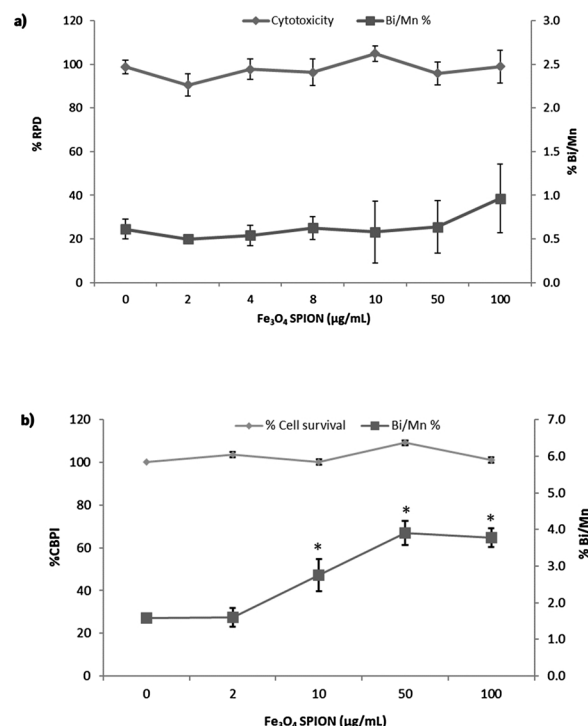 a)
Cytotoxicity Bi/Mn %
120 3.0
100 2.5
80 2.0
60 1.5
40 1.0
20 0.5
0 0.0
% RPD
% Bi/Mn
0 2 4 8 10 50 100
Fe₃O₄ SPION (µg/mL)
b)
% Cell survival Bi/Mn %
120 7.0
100 6.0
80 5.0
60 4.0
40 3.0
20 2.0
0 1.0
0.0
%CBPI
% Bi/Mn
* * *
0 2 10 50 100
Fe₃O₄ SPION (µg/mL)